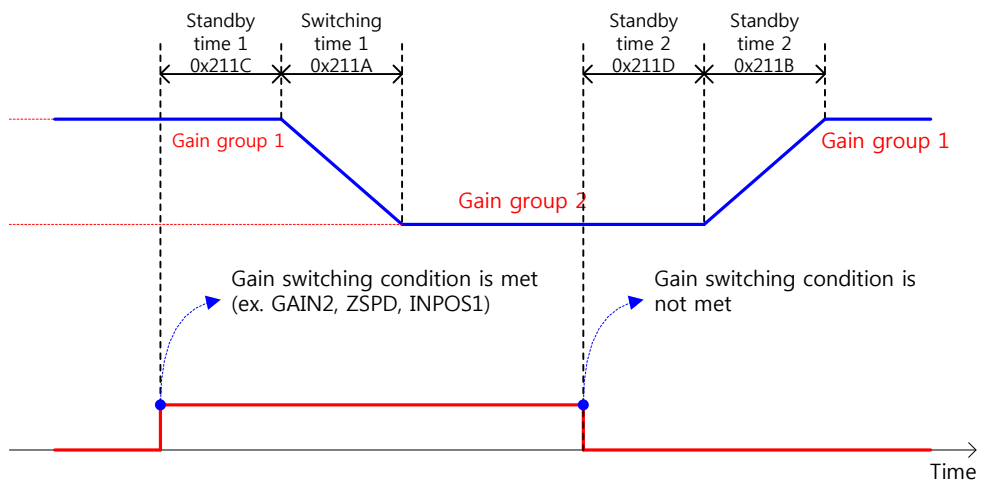 Standby
time 1
0x211C
Switching
time 1
0x211A
Standby
time 2
0x211D
Standby
time 2
0x211B
Gain group 1
Gain group 1
Gain group 2
Gain switching condition is met
(ex. GAIN2, ZSPD, INPOS1)
Gain switching condition is
not met
Time